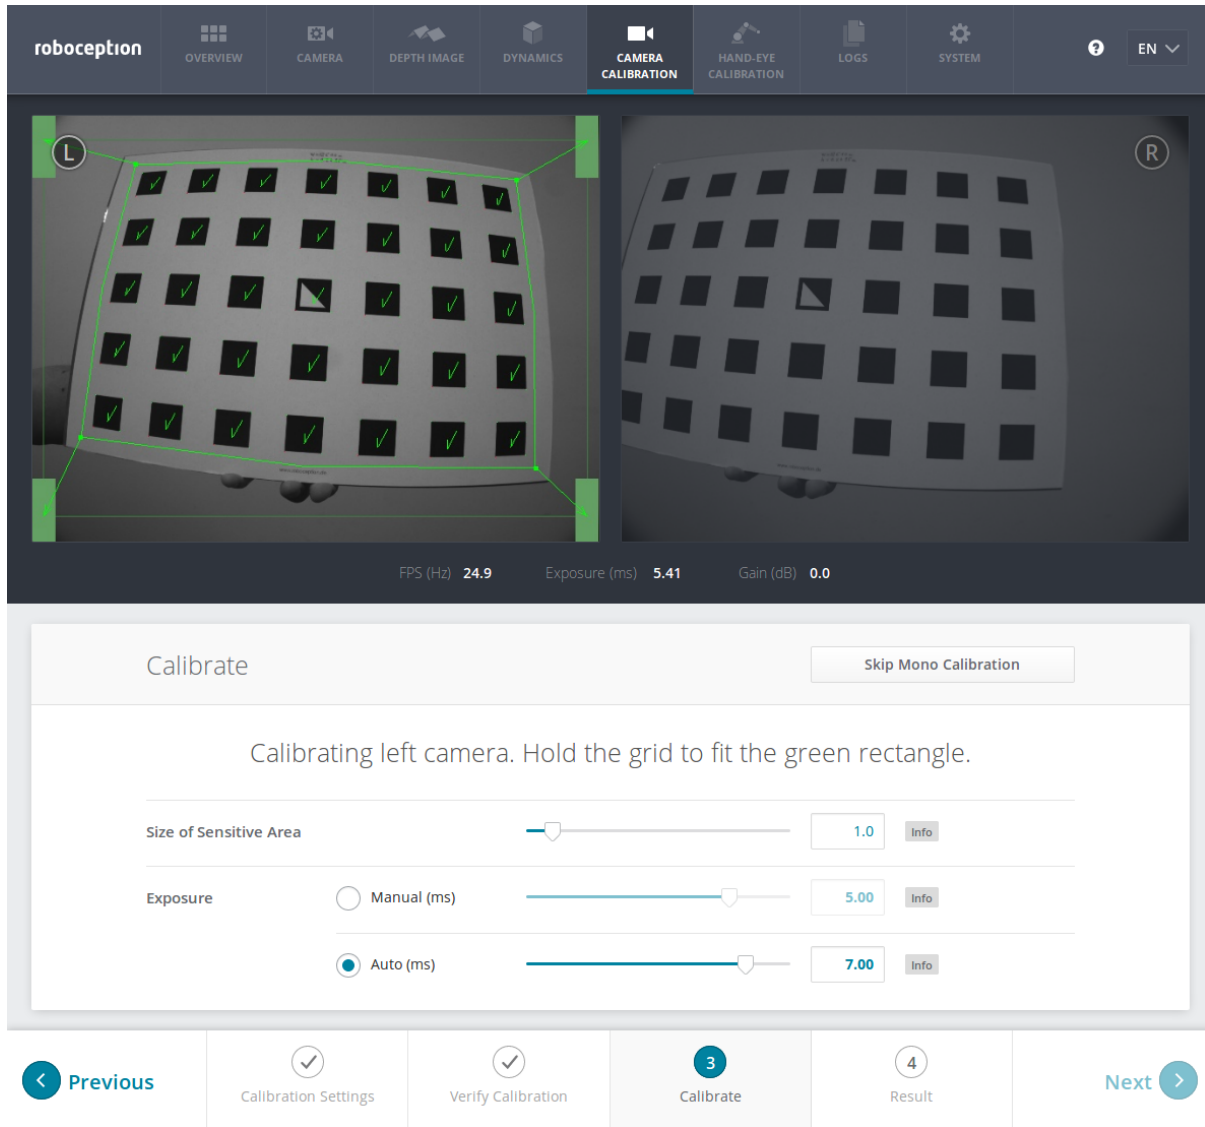 roboception
OVERVIEW
CAMERA
DEPTH IMAGE
DYNAMICS
CAMERA
CALIBRATION
HAND-EYE
CALIBRATION
LOGS
SYSTEM
?
EN
L
R
FPS (Hz) 24.9 Exposure (ms) 5.41 Gain (dB) 0.0
Calibrate
Skip Mono Calibration
Calibrating left camera. Hold the grid to fit the green rectangle.
Size of Sensitive Area 1.0 Info
Exposure Manual (ms) 5.00 Info
Auto (ms) 7.00 Info
Previous
Calibration Settings
Verify Calibration
3
Calibrate
4
Result
Next